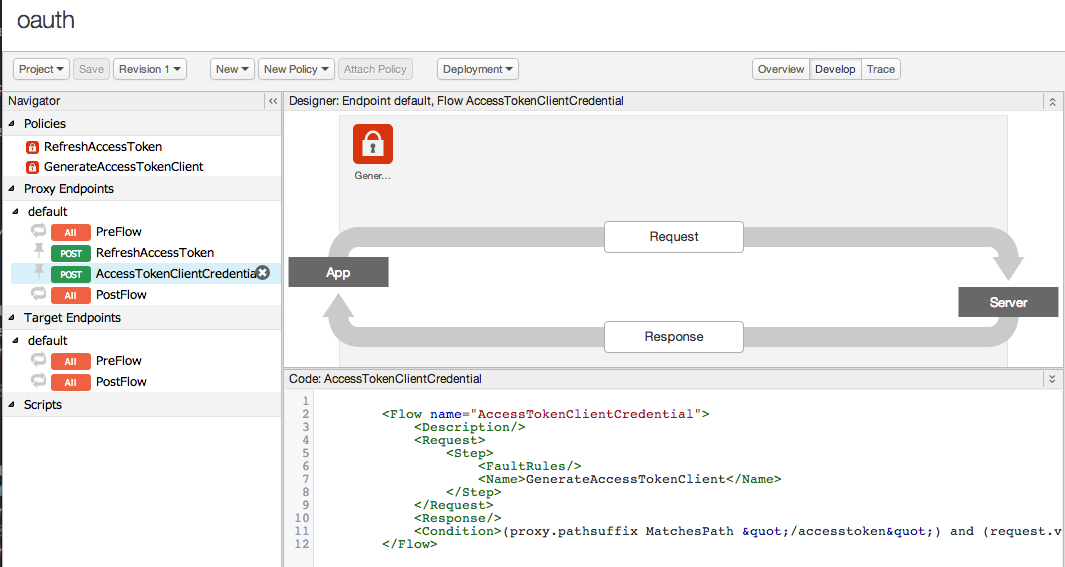 oauth
Project Save Revision 1 New New Policy Attach Policy Deployment Overview Develop Trace
Navigator
Policies
RefreshAccessToken
GenerateAccessTokenClient
Proxy Endpoints
default
All PreFlow
POST RefreshAccessToken
POST AccessTokenClientCredentia
All PostFlow
Target Endpoints
default
All PreFlow
All PostFlow
Scripts
Designer: Endpoint default, Flow AccessTokenClientCredential
Gener...
Request
App
Server
Response
Code: AccessTokenClientCredential
1
2 <Flow name="AccessTokenClientCredential">
3 <Description/>
4 <Request>
5 <Step>
6 <FaultRules/>
7 <Name>GenerateAccessTokenClient</Name>
8 </Step>
9 </Request>
10 <Response/>
11 <Condition>(proxy.pathsuffix MatchesPath &quot;/accesstoken&quot;) and (request.v
12 </Flow>